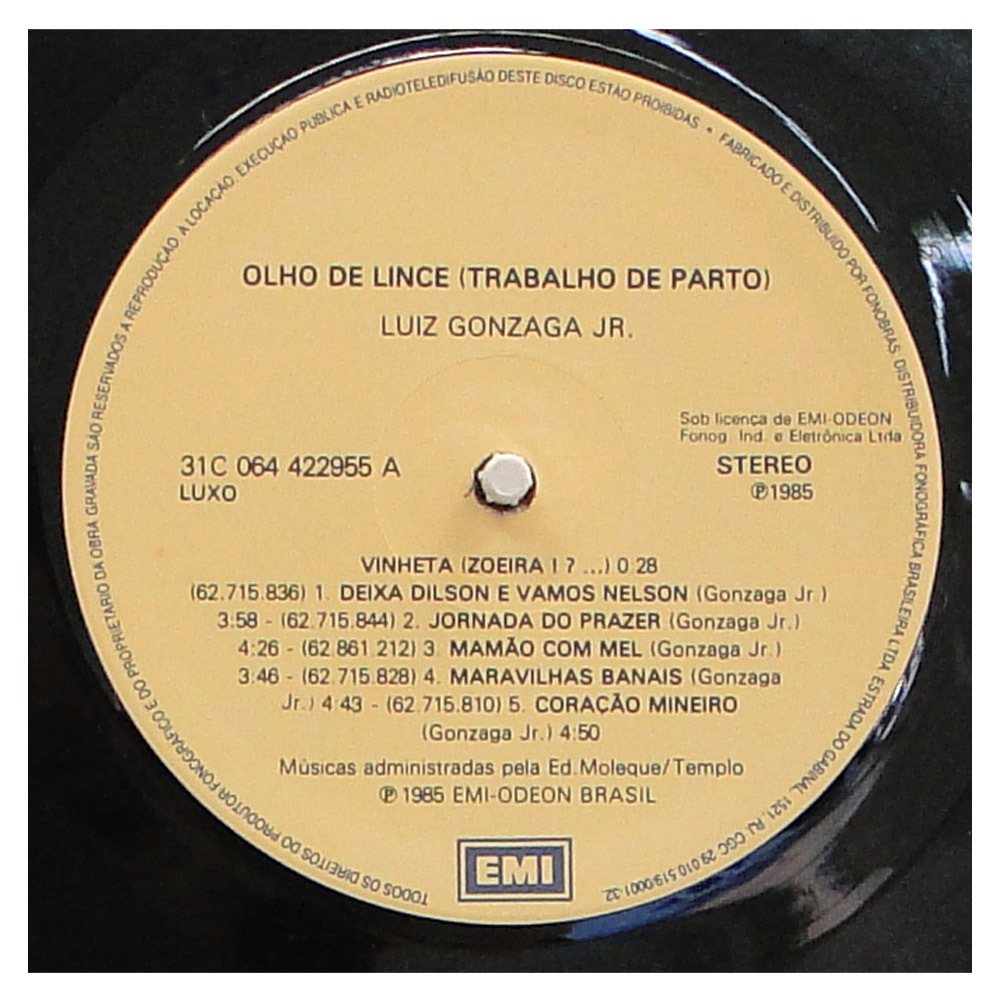 TODOS OS DIREITOS DO PRODUTOR FONOGRÁFICO E DO PROPRIETÁRIO DA OBRA GRAVADA SÃO RESERVADOS A REPRODUÇÃO A LOCAÇÃO, EXECUÇÃO PÚBLICA E RADIOTELEDIFUSÃO DESTE DISCO ESTÃO PROIBIDAS • FABRICADO E DISTRIBUIDO POR FONOBRAS DISTRIBUIDORA FONOGRÁFICA BRASILEIRA LTDA ESTRADA DO GABINAL, 1521, RJ, CGC 29 010 519/0001-32
OLHO DE LINCE (TRABALHO DE PARTO)
LUIZ GONZAGA JR.
Sob licença de EMI-ODEON
Fonog. Ind. e Eletrônica Ltda
31C 064 422955 A
STEREO
LUXO
℗1985
VINHETA (ZOEIRA ! ? ...) 0 28
(62.715.836) 1. DEIXA DILSON E VAMOS NELSON (Gonzaga Jr.)
3:58 - (62.715.844) 2. JORNADA DO PRAZER (Gonzaga Jr.)
4:26 - (62 861 212) 3. MAMÃO COM MEL (Gonzaga Jr.)
3:46 - (62.715.828) 4. MARAVILHAS BANAIS (Gonzaga
Jr.) 4:43 - (62 715.810) 5. CORAÇÃO MINEIRO
(Gonzaga Jr.) 4:50
Músicas administradas pela Ed.Moleque/Templo
℗ 1985 EMI-ODEON BRASIL
EMI